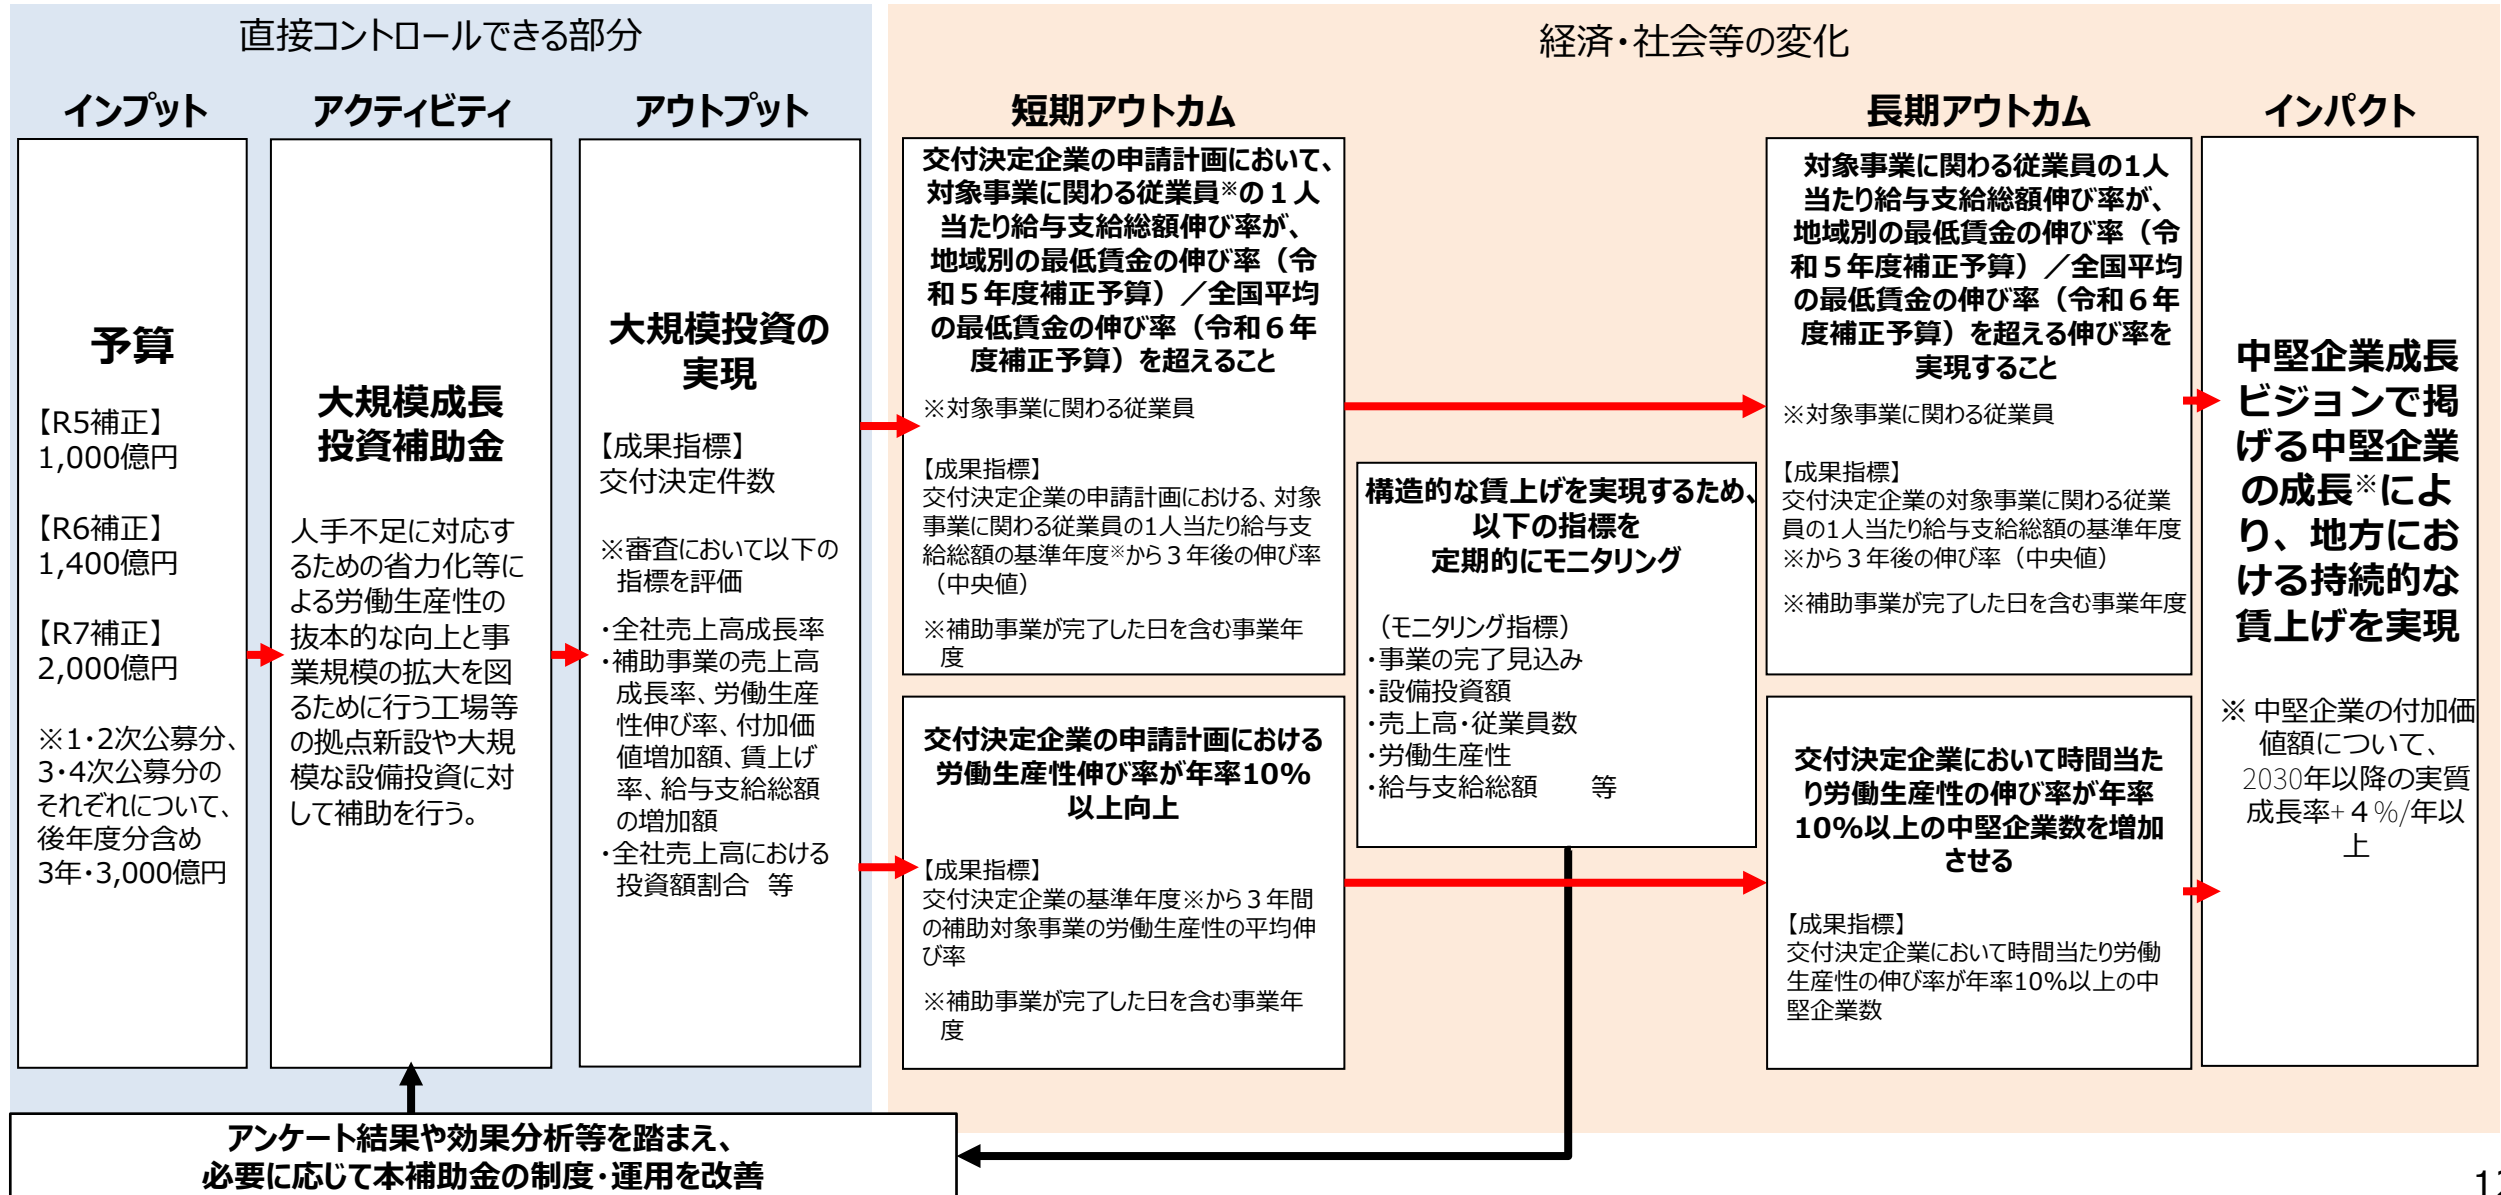 直接コントロールできる部分
経済・社会等の変化
インプット
アクティビティ
アウトプット
短期アウトカム
長期アウトカム
インパクト
予算
【R5補正】
1,000億円
【R6補正】
1,400億円
【R7補正】
2,000億円
※1・2次公募分、
3・4次公募分の
それぞれについて、
後年度分含め
3年・3,000億円
大規模成長
投資補助金
人手不足に対応す
るための省力化等に
よる労働生産性の
抜本的な向上と事
業規模の拡大を図
るために行う工場等
の拠点新設や大規
模な設備投資に対
して補助を行う。
大規模投資の
実現
【成果指標】
交付決定件数
※審査において以下の
指標を評価
・全社売上高成長率
・補助事業の売上高
成長率、労働生産
性伸び率、付加価
値増加額、賃上げ
率、給与支給総額
の増加額
・全社売上高における
投資額割合 等
交付決定企業の申請計画において、
対象事業に関わる従業員※の1人
当たり給与支給総額伸び率が、
地域別の最低賃金の伸び率（令
和５年度補正予算）／全国平均
の最低賃金の伸び率（令和６年
度補正予算）を超えること
※対象事業に関わる従業員
【成果指標】
交付決定企業の申請計画における、対象
事業に関わる従業員の1人当たり給与支
給総額の基準年度※から３年後の伸び率
（中央値）
※補助事業が完了した日を含む事業年
度
交付決定企業の申請計画における
労働生産性伸び率が年率10%
以上向上
【成果指標】
交付決定企業の基準年度※から３年間
の補助対象事業の労働生産性の平均伸
び率
※補助事業が完了した日を含む事業年
度
構造的な賃上げを実現するため、
以下の指標を
定期的にモニタリング
（モニタリング指標）
・事業の完了見込み
・設備投資額
・売上高・従業員数
・労働生産性
・給与支給総額 等
対象事業に関わる従業員の1人
当たり給与支給総額伸び率が、
地域別の最低賃金の伸び率（令
和５年度補正予算）／全国平均
の最低賃金の伸び率（令和６年
度補正予算）を超える伸び率を
実現すること
※対象事業に関わる従業員
【成果指標】
交付決定企業の対象事業に関わる従業
員の1人当たり給与支給総額の基準年度
※から３年後の伸び率（中央値）
※補助事業が完了した日を含む事業年度
交付決定企業において時間当た
り労働生産性の伸び率が年率
10%以上の中堅企業数を増加
させる
【成果指標】
交付決定企業において時間当たり労働
生産性の伸び率が年率10%以上の中
堅企業数
中堅企業成長
ビジョンで掲
げる中堅企業
の成長※によ
り、地方にお
ける持続的な
賃上げを実現
※ 中堅企業の付加価
値額について、
2030年以降の実質
成長率+４%/年以
上
アンケート結果や効果分析等を踏まえ、
必要に応じて本補助金の制度・運用を改善